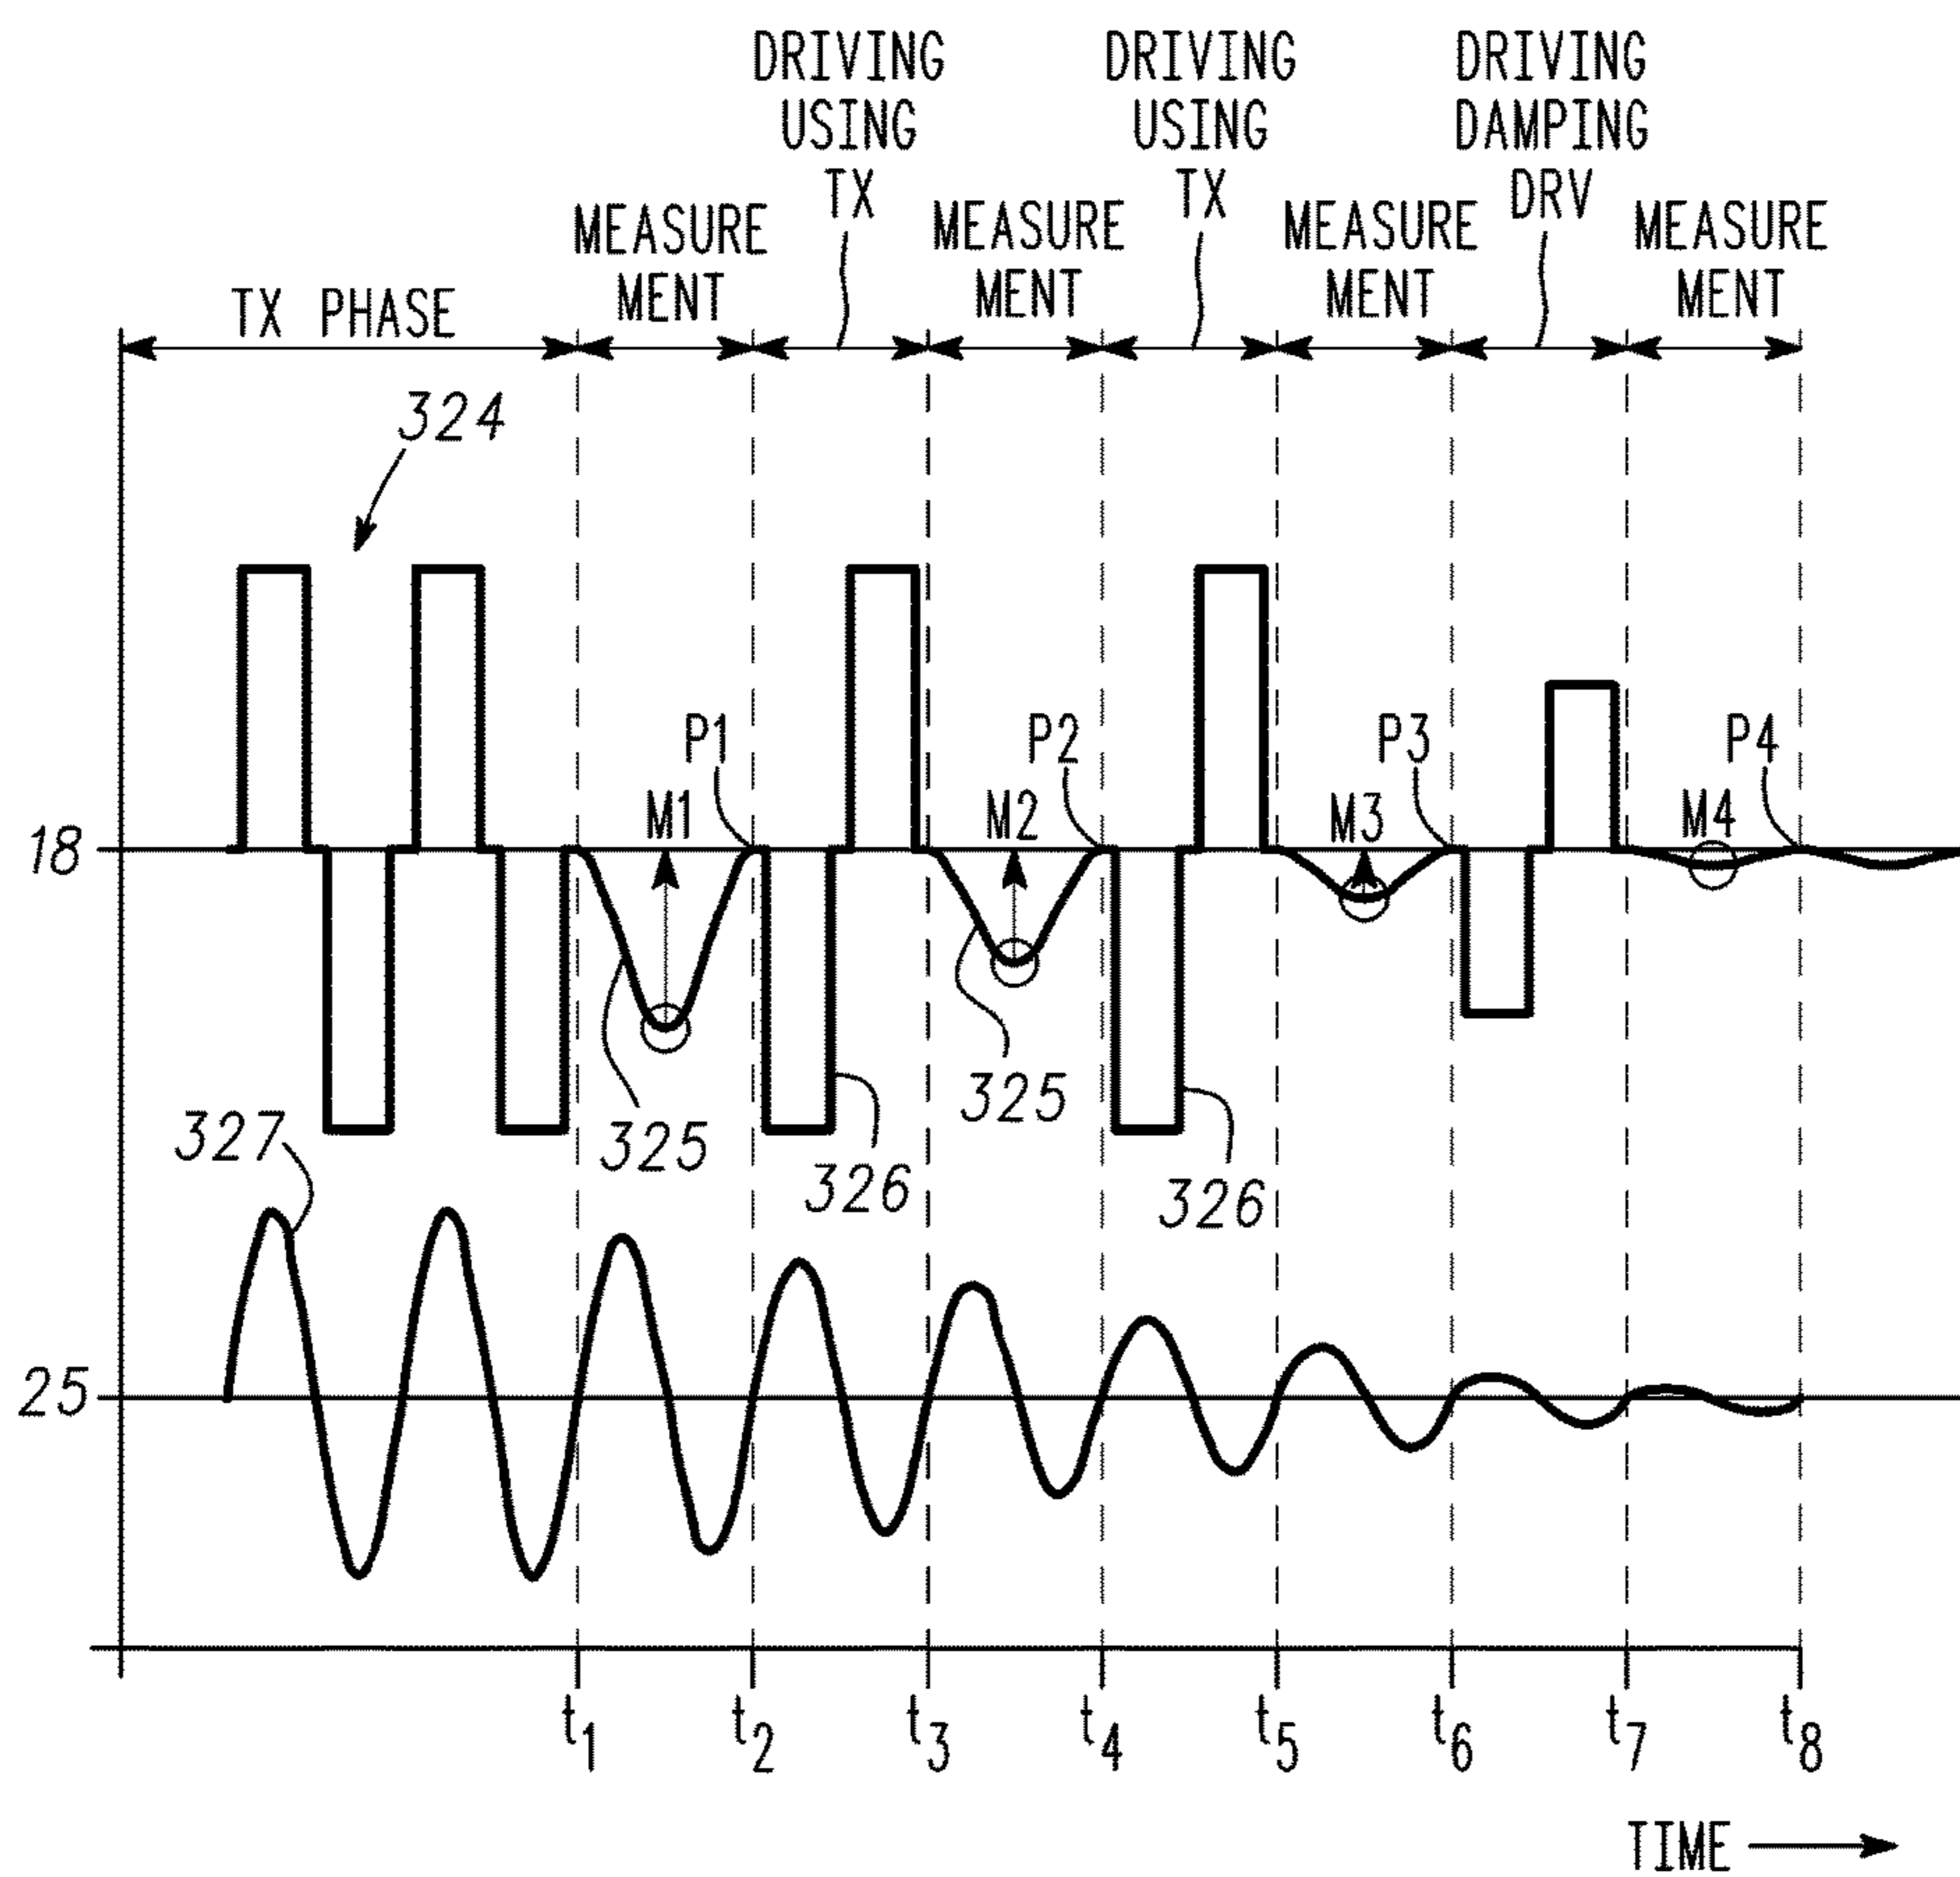 DRIVING
USING
TX
DRIVING
USING
TX
DRIVING
DAMPING
DRV
MEASURE
MENT
MEASURE
MENT
MEASURE
MENT
MEASURE
MENT
TX PHASE
324
P1
P2
P3
P4
M1
M2
M3
M4
18
325
325
326
326
327
25
t1
t2
t3
t4
t5
t6
t7
t8
TIME